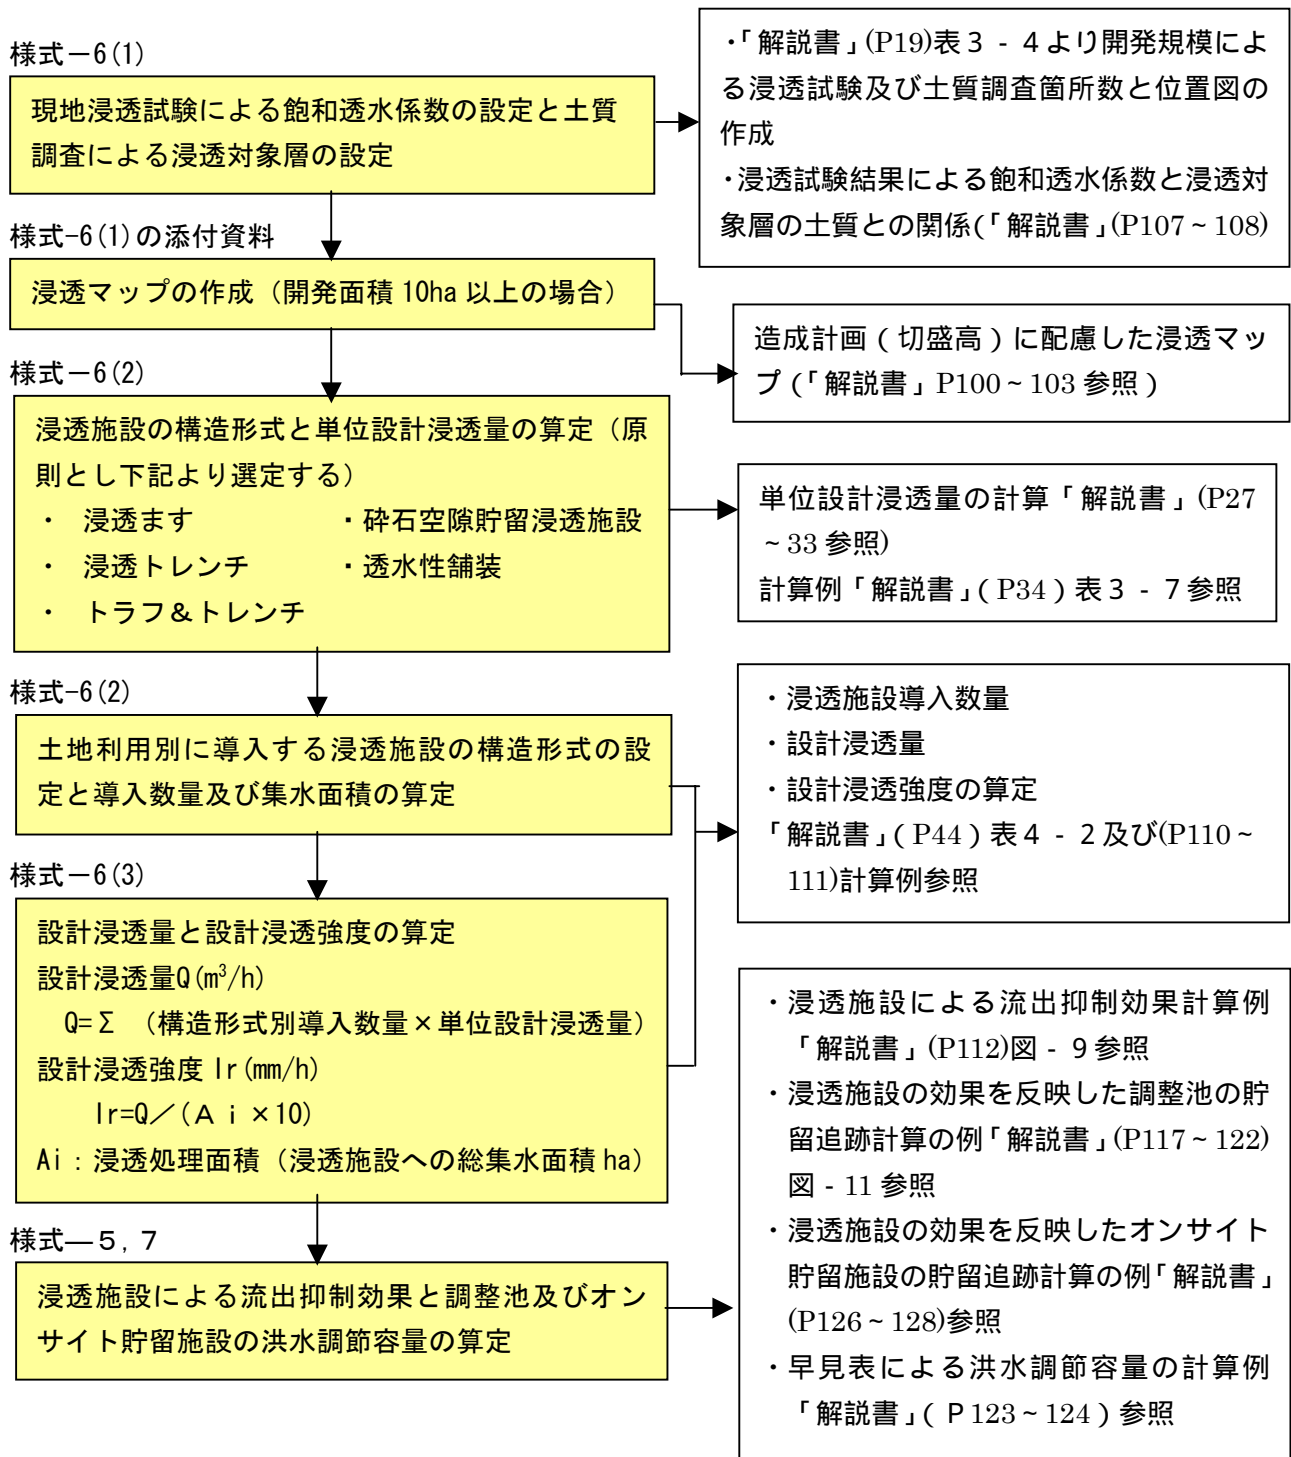 様式－6(1)
現地浸透試験による飽和透水係数の設定と土質
調査による浸透対象層の設定
・「解説書」(P19)表３‐４より開発規模によ
る浸透試験及び土質調査箇所数と位置図の
作成
・浸透試験結果による飽和透水係数と浸透対
象層の土質との関係(「解説書」(P107～108)
様式-6(1)の添付資料
浸透マップの作成（開発面積 10ha 以上の場合）
造成計画（切盛高）に配慮した浸透マッ
プ（「解説書」P100～103 参照）
様式－6(2)
浸透施設の構造形式と単位設計浸透量の算定（原
則とし下記より選定する）
・　浸透ます　　　　　・砕石空隙貯留浸透施設
・　浸透トレンチ　　　・透水性舗装
・　トラフ＆トレンチ
単位設計浸透量の計算「解説書」(P27
～33 参照)
計算例「解説書」（P34）表３‐７参照
様式-6(2)
土地利用別に導入する浸透施設の構造形式の設
定と導入数量及び集水面積の算定
・浸透施設導入数量
・設計浸透量
・設計浸透強度の算定
「解説書」（P44）表４‐２及び(P110～
111)計算例参照
様式－6(3)
設計浸透量と設計浸透強度の算定
設計浸透量Q(m³/h)
Q=Σ （構造形式別導入数量×単位設計浸透量）
設計浸透強度 Ir(mm/h)
Ir=Q／(Ａｉ×10)
Ai：浸透処理面積（浸透施設への総集水面積 ha）
様式―５，７
浸透施設による流出抑制効果と調整池及びオン
サイト貯留施設の洪水調節容量の算定
・浸透施設による流出抑制効果計算例
「解説書」(P112)図‐９参照
・浸透施設の効果を反映した調整池の貯
留追跡計算の例「解説書」(P117～122)
図‐11 参照
・浸透施設の効果を反映したオンサイト
貯留施設の貯留追跡計算の例「解説書」
(P126～128)参照
・早見表による洪水調節容量の計算例
「解説書」（Ｐ123～124）参照